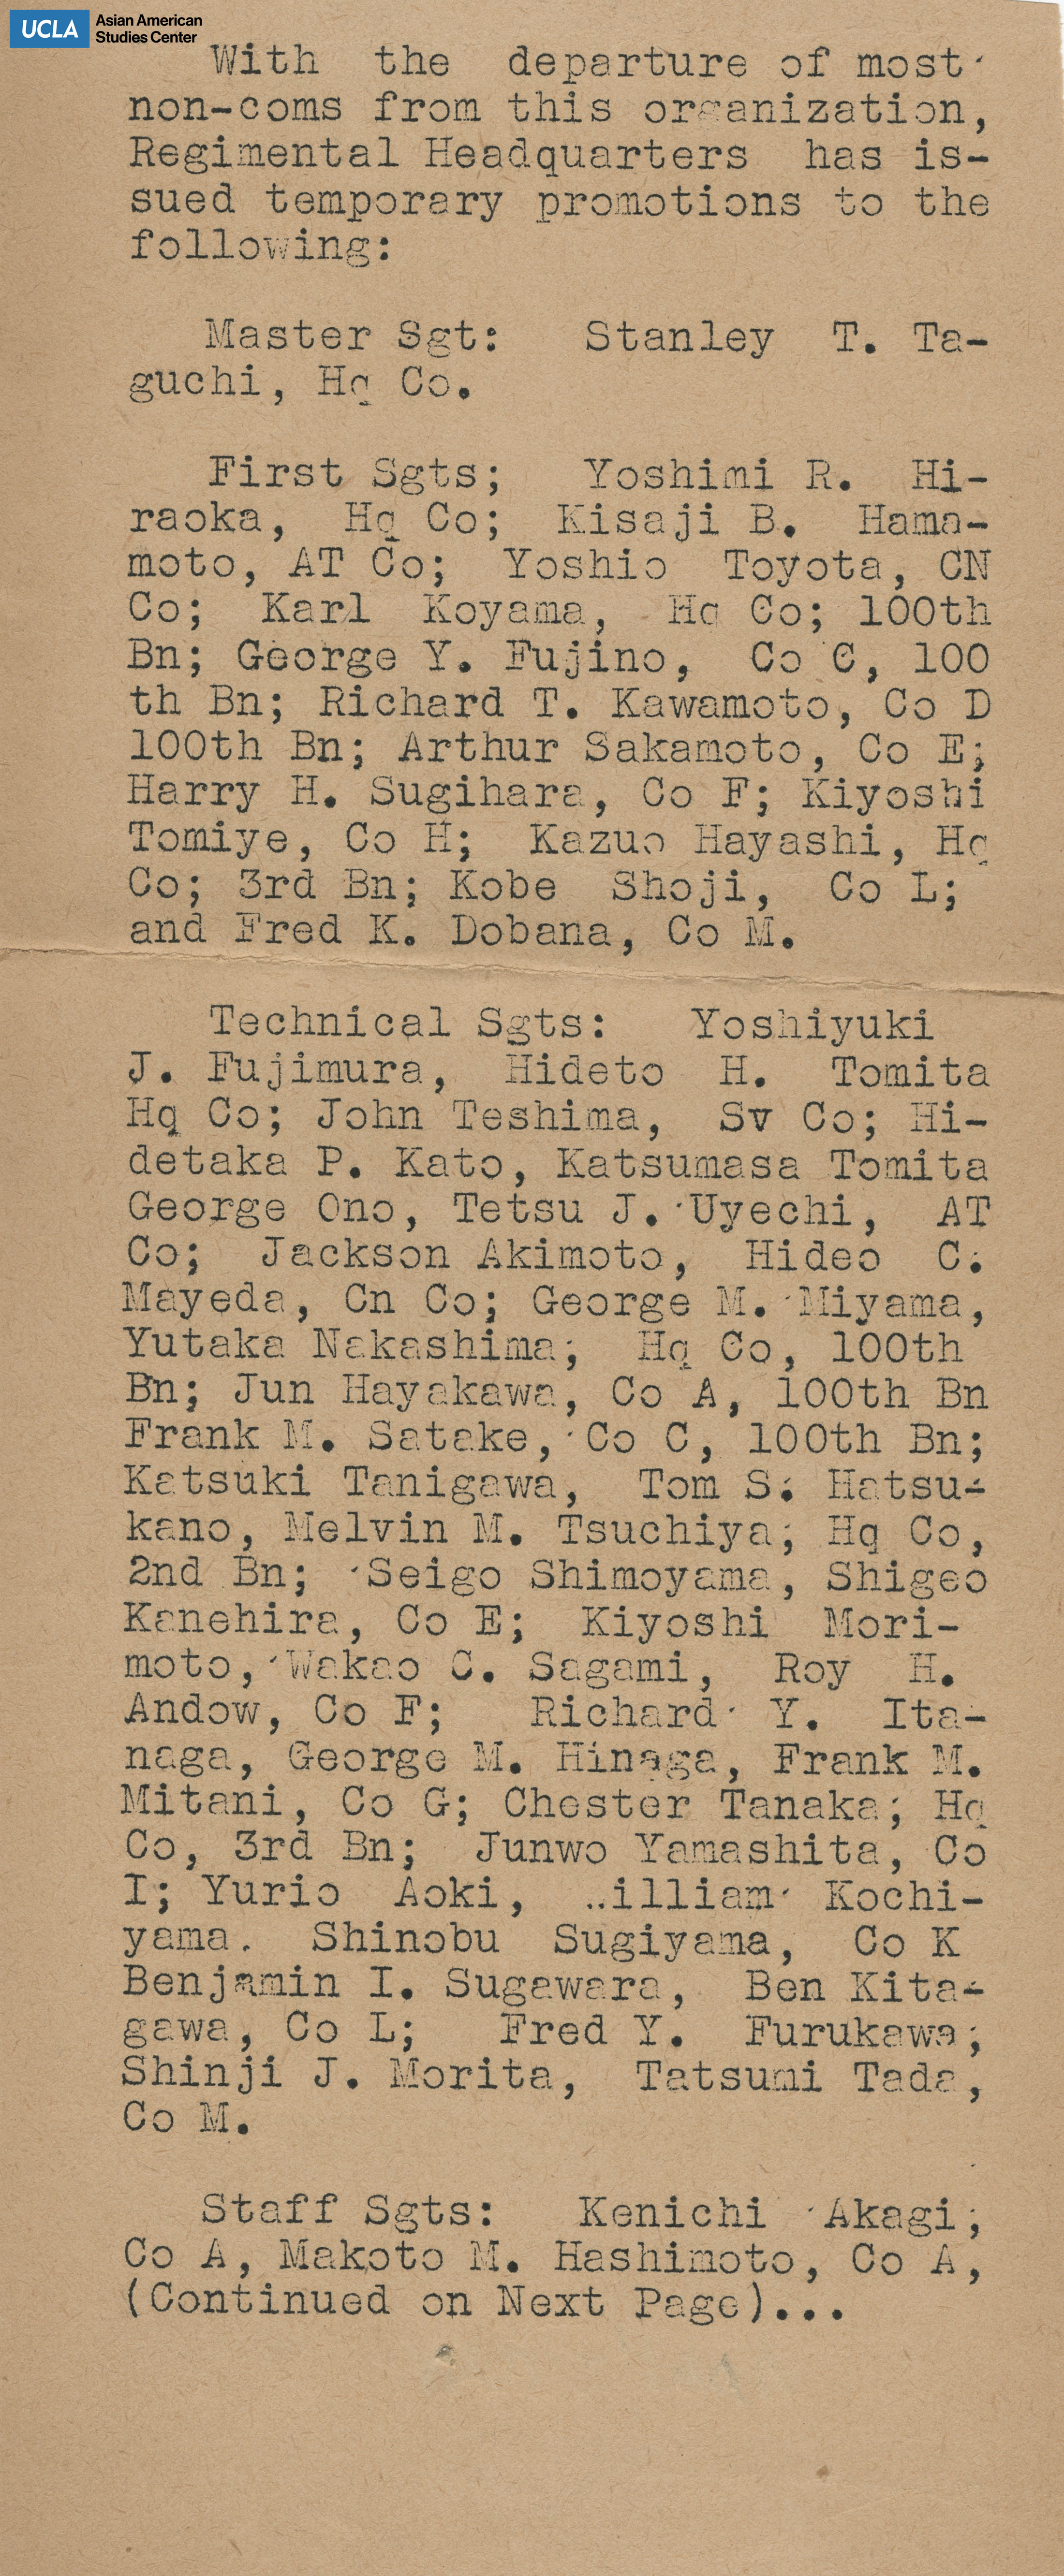 UCLA Asian American
Studies Center
With the departure of most
non-coms from this organization,
Regimental Headquarters has is-
sued temporary promotions to the
following:
Master Sgt: Stanley T. Ta-
guchi, Hq Co.
First Sgts; Yoshimi R. Hi-
raoka, Hq Co; Kisaji B. Hama-
moto, AT Co; Yoshio Toyota, CN
Co; Karl Koyama, Hq Co; 100th
Bn; George Y. Fujino, Co C, 100
th Bn; Richard T. Kawamoto, Co D
100th Bn; Arthur Sakamoto, Co E;
Harry H. Sugihara, Co F; Kiyoshi
Tomiye, Co H; Kazuo Hayashi, Hq
Co; 3rd Bn; Kobe Shoji, Co L;
and Fred K. Dobana, Co M.
Technical Sgts: Yoshiyuki
J. Fujimura, Hideto H. Tomita
Hq Co; John Teshima, Sv Co; Hi-
detaka P. Kato, Katsumasa Tomita
George Ono, Tetsu J. Uyechi, AT
Co; Jackson Akimoto, Hideo C.
Mayeda, Cn Co; George M. Miyama,
Yutaka Nakashima; Hq Co, 100th
Bn; Jun Hayakawa, Co A, 100th Bn
Frank M. Satake, Co C, 100th Bn;
Katsuki Tanigawa, Tom S. Hatsu-
kano, Melvin M. Tsuchiya; Hq Co,
2nd Bn; Seigo Shimoyama, Shigeo
Kanehira, Co E; Kiyoshi Mori-
moto, Wakao C. Sagami, Roy H.
Andow, Co F; Richard Y. Ita-
naga, George M. Hinaga, Frank M.
Mitani, Co G; Chester Tanaka; Hq
Co, 3rd Bn; Junwo Yamashita, Co
I; Yurio Aoki, William Kochi-
yama. Shinobu Sugiyama, Co K
Benjamin I. Sugawara, Ben Kita-
gawa, Co L; Fred Y. Furukawa;
Shinji J. Morita, Tatsumi Tada,
Co M.
Staff Sgts: Kenichi Akagi;
Co A, Makoto M. Hashimoto, Co A,
(Continued on Next Page)...